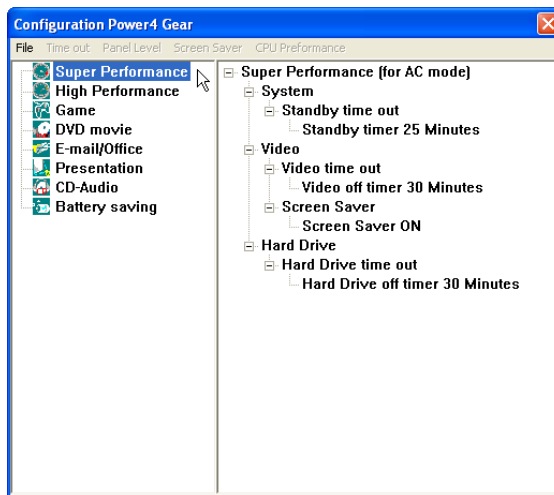 Configuration Power4 Gear
File Time out Panel Level Screen Saver CPU Preformance
Super Performance
High Performance
Game
DVD movie
E-mail/Office
Presentation
CD-Audio
Battery saving
Super Performance (for AC mode)
System
Standby time out
Standby timer 25 Minutes
Video
Video time out
Video off timer 30 Minutes
Screen Saver
Screen Saver ON
Hard Drive
Hard Drive time out
Hard Drive off timer 30 Minutes